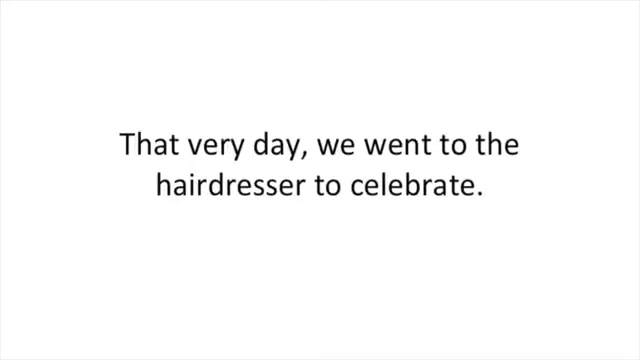 That very day, we went to the
hairdresser to celebrate.